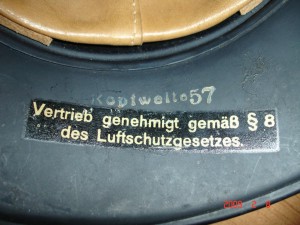 Kopfweite 57
Vertrieb genehmigt gemäß § 8
des Luftschutzgesetzes.